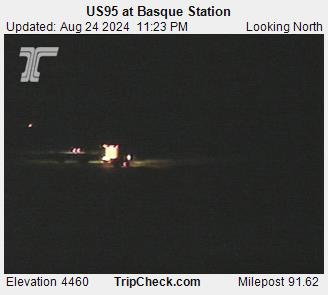 US95 at Basque Station
Updated: Aug 24 2024 11:23 PM Looking North
Elevation 4460 TripCheck.com Milepost 91.62